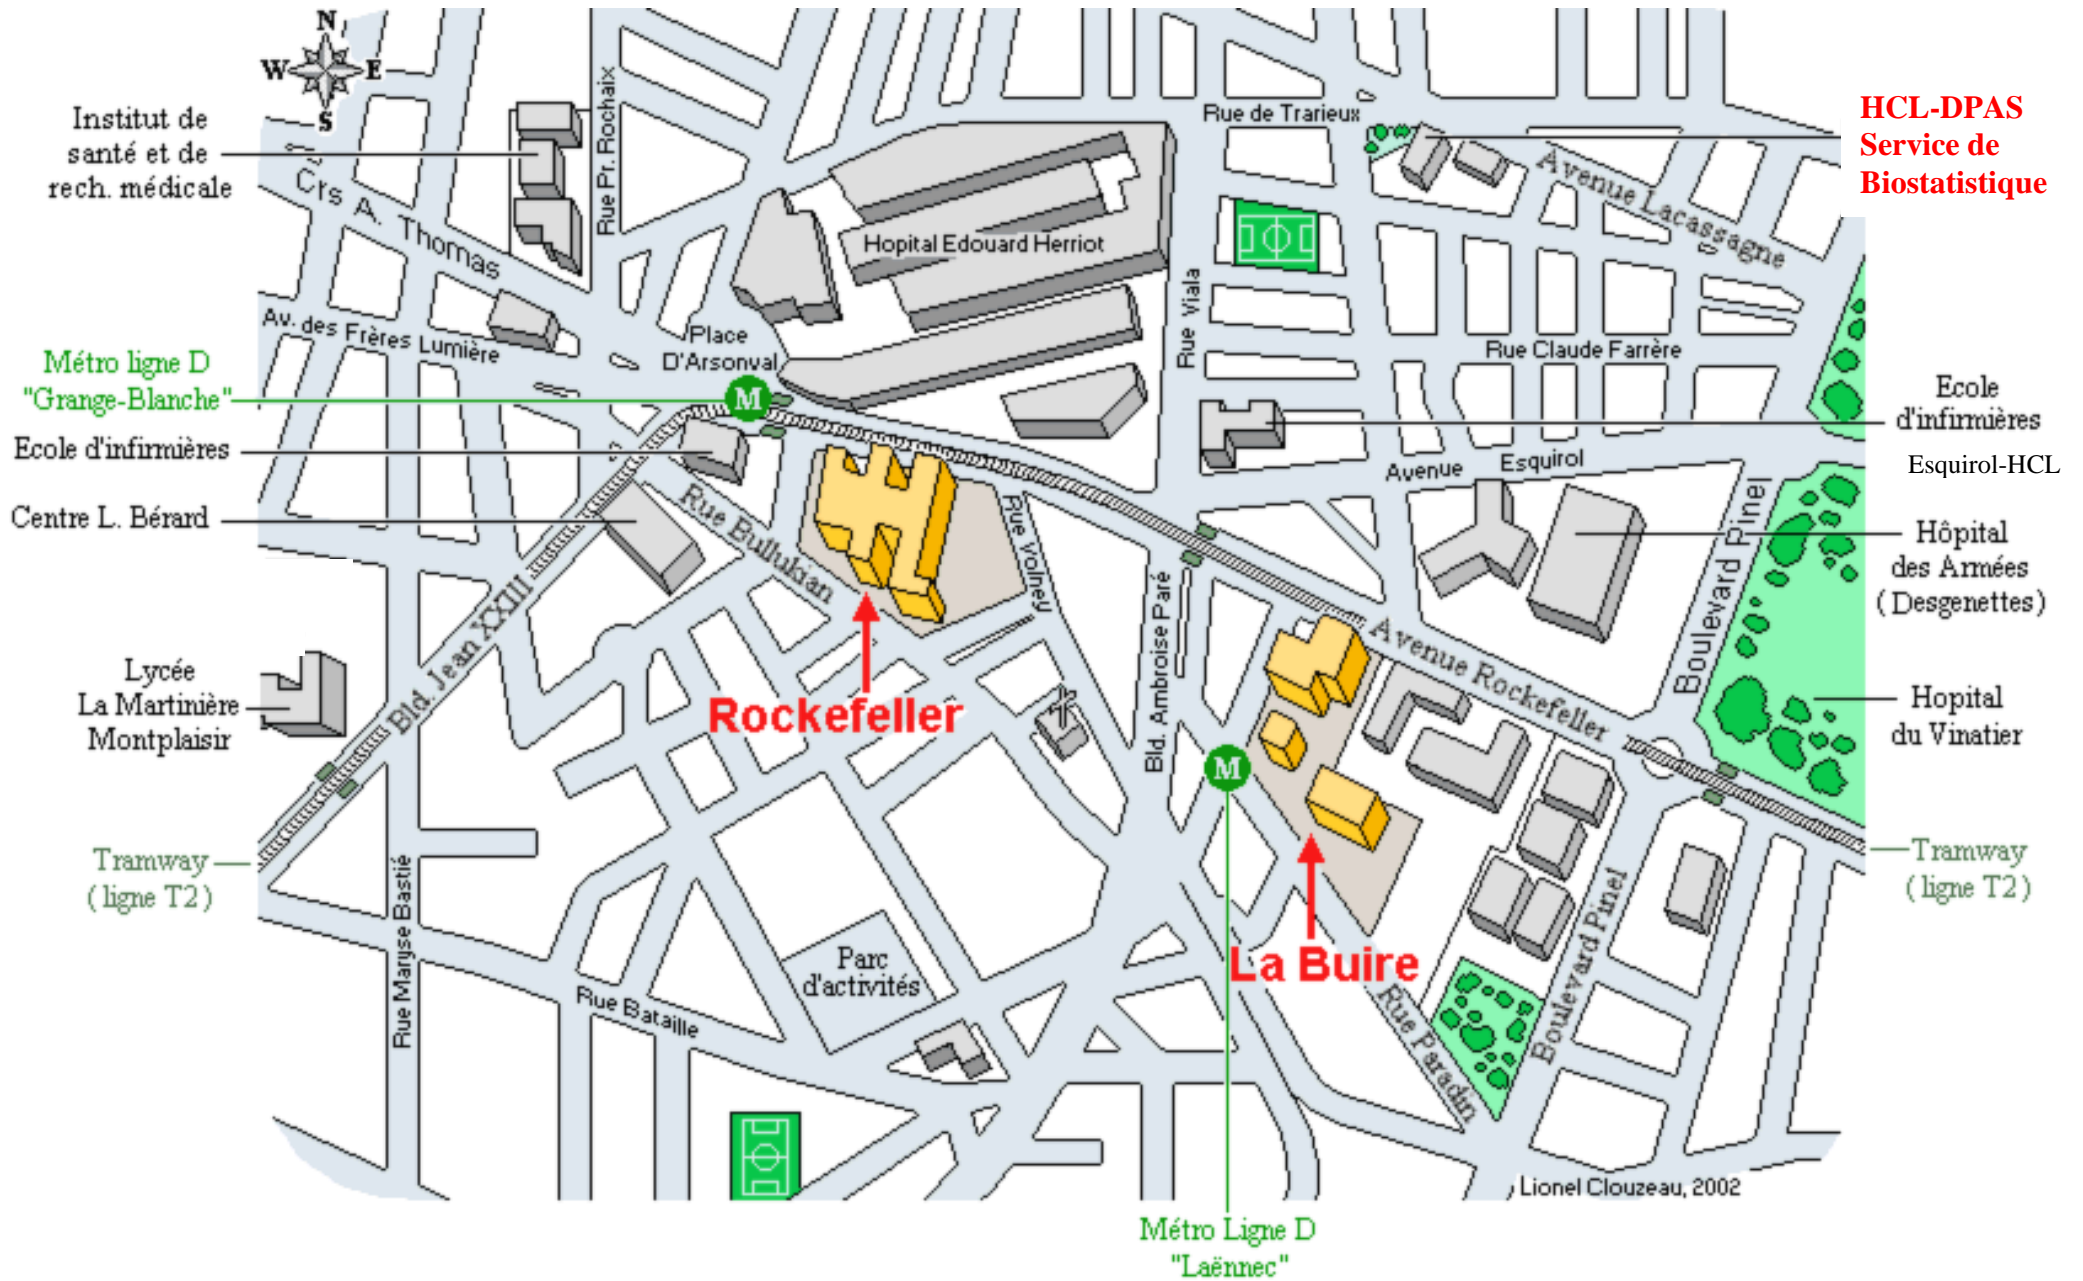 N
W
E
S
Institut de
santé et de
rech. médicale
Rue Pr. Rochaix
Crs A. Thomas
Av. des Frères Lumière
Hopital Edouard Herriot
Place
D'Arsonval
Rue de Trarieux
HCL-DPAS
Service de
Biostatistique
Avenue Lacassagne
Rue Viala
Rue Claude Farrère
Métro ligne D
"Grange-Blanche"
M
Ecole d'infirmières
Centre L. Bérard
Ecole
d'infirmières
Esquirol-HCL
Avenue Esquirol
Hôpital
des Armées
(Desgenettes)
Boulevard Pinel
Rue Bullukian
Rue Volney
Bld. Jean XXIII
Bld. Ambroise Paré
Avenue Rockefeller
Rockefeller
Lycée
La Martinière
Montplaisir
Hopital
du Vinatier
M
Tramway
(ligne T2)
Tramway
(ligne T2)
Rue Maryse Bastié
La Buire
Parc
d'activités
Rue Bataille
Rue Paradin
Boulevard Pinel
Lionel Clouzeau, 2002
Métro Ligne D
"Laënnec"